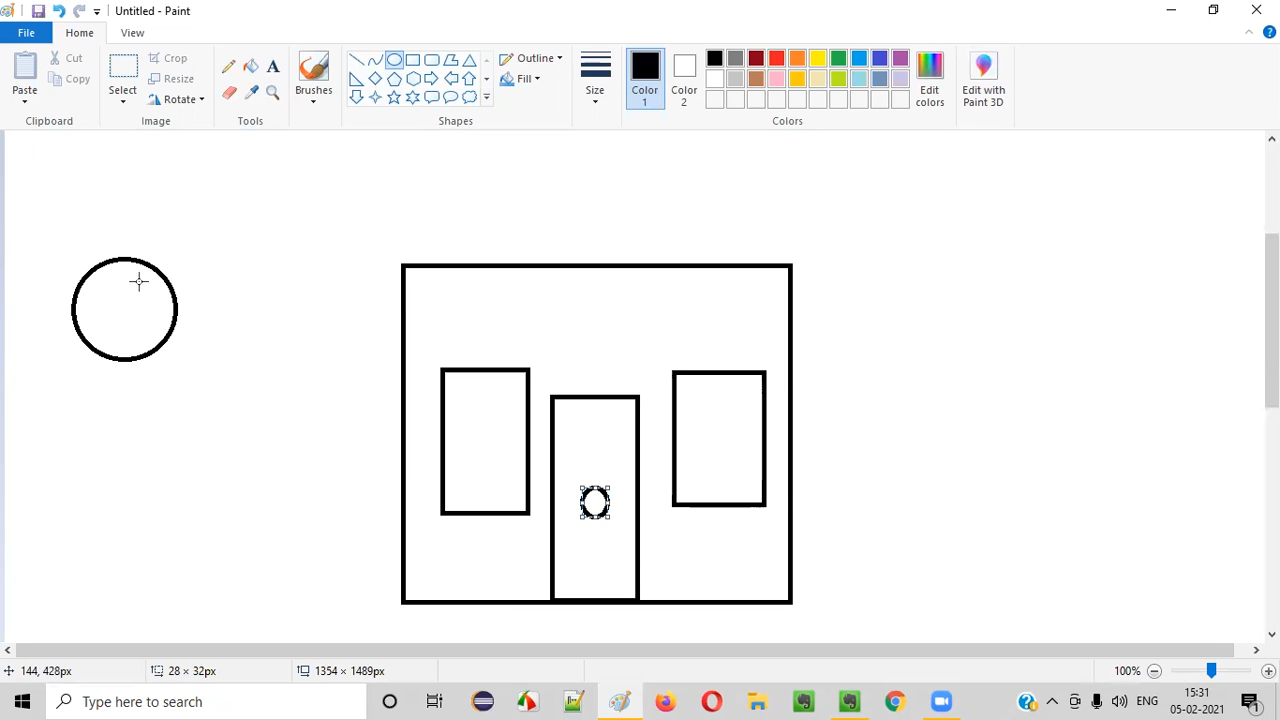 Untitled - Paint
File Home View
Paste
Cut
Copy
Clipboard
Select
Crop
Resize
Rotate
Image
A
Tools
Brushes
Outline
Fill
Shapes
Size
Color 1
Color 2
Edit colors
Colors
Edit with Paint 3D
144, 428px 28 × 32px 1354 × 1489px 100%
Type here to search
ENG
15:31
05-02-2021
1